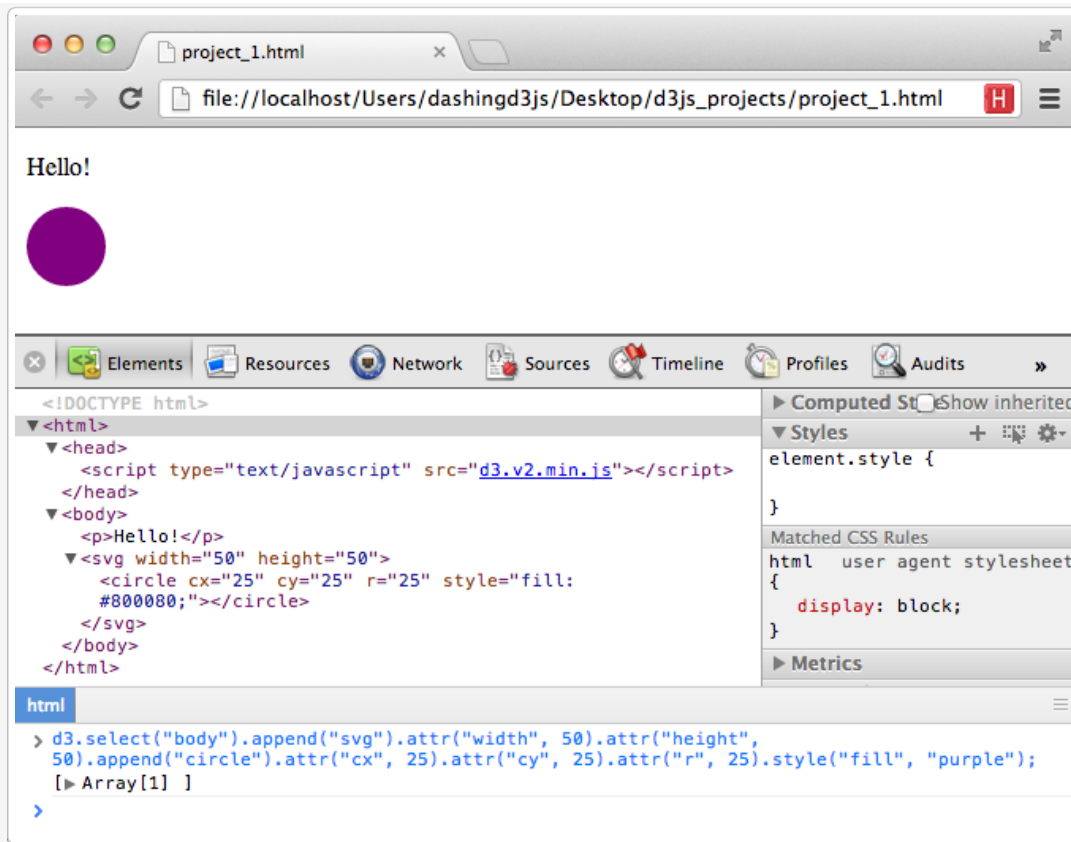 project_1.html ×
file://localhost/Users/dashingd3js/Desktop/d3js_projects/project_1.html H
Hello!
Elements Resources Network Sources Timeline Profiles Audits »
<!DOCTYPE html>
▼<html>
▼<head>
<script type="text/javascript" src="d3.v2.min.js"></script>
</head>
▼<body>
<p>Hello!</p>
▼<svg width="50" height="50">
<circle cx="25" cy="25" r="25" style="fill:
#800080;"></circle>
</svg>
</body>
</html>
▶ Computed St Show inherited
▼ Styles
element.style {
}
Matched CSS Rules
html user agent stylesheet
{
display: block;
}
▶ Metrics
html
> d3.select("body").append("svg").attr("width", 50).attr("height",
50).append("circle").attr("cx", 25).attr("cy", 25).attr("r", 25).style("fill", "purple");
[▶ Array[1] ]
>